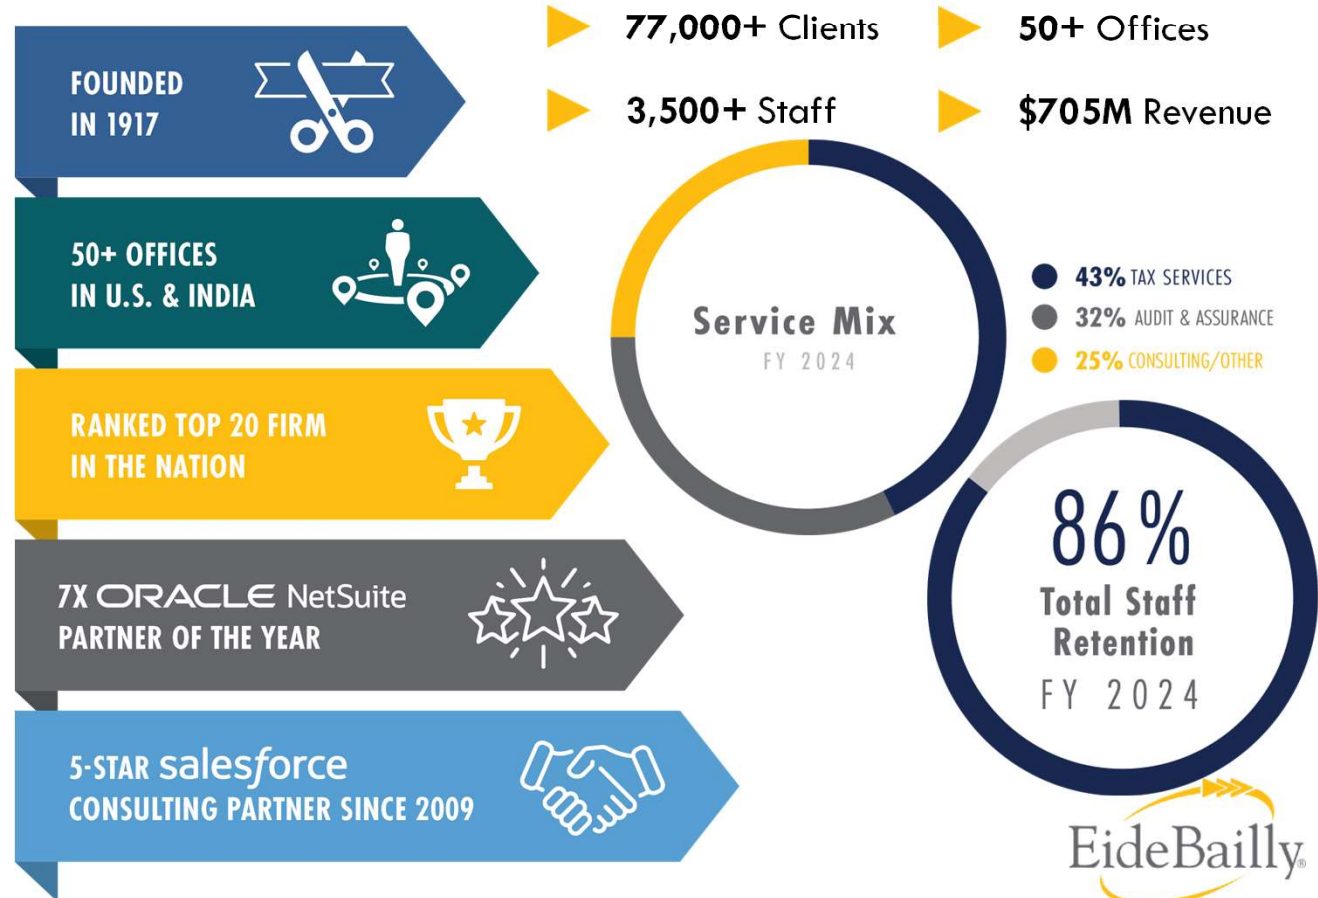 FOUNDED
IN 1917
50+ OFFICES
IN U.S. & INDIA
RANKED TOP 20 FIRM
IN THE NATION
7X ORACLE NetSuite
PARTNER OF THE YEAR
5-STAR salesforce
CONSULTING PARTNER SINCE 2009
77,000+ Clients
50+ Offices
3,500+ Staff
$705M Revenue
Service Mix
FY 2024
43% TAX SERVICES
32% AUDIT & ASSURANCE
25% CONSULTING/OTHER
86%
Total Staff
Retention
FY 2024
EideBailly®